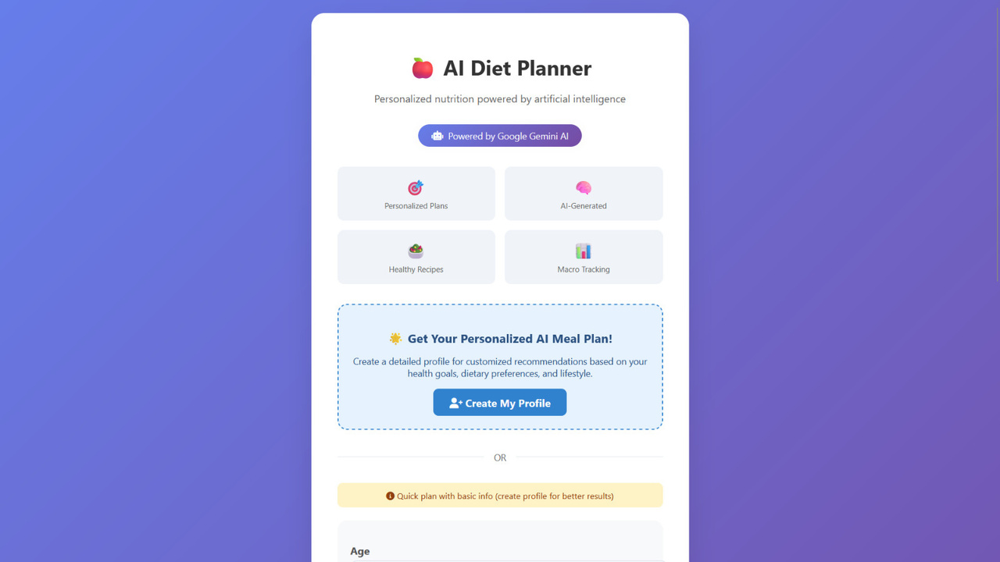 AI Diet Planner
Personalized nutrition powered by artificial intelligence
Powered by Google Gemini AI
Personalized Plans
AI-Generated
Healthy Recipes
Macro Tracking
Get Your Personalized AI Meal Plan!
Create a detailed profile for customized recommendations based on your
health goals, dietary preferences, and lifestyle.
Create My Profile
OR
Quick plan with basic info (create profile for better results)
Age